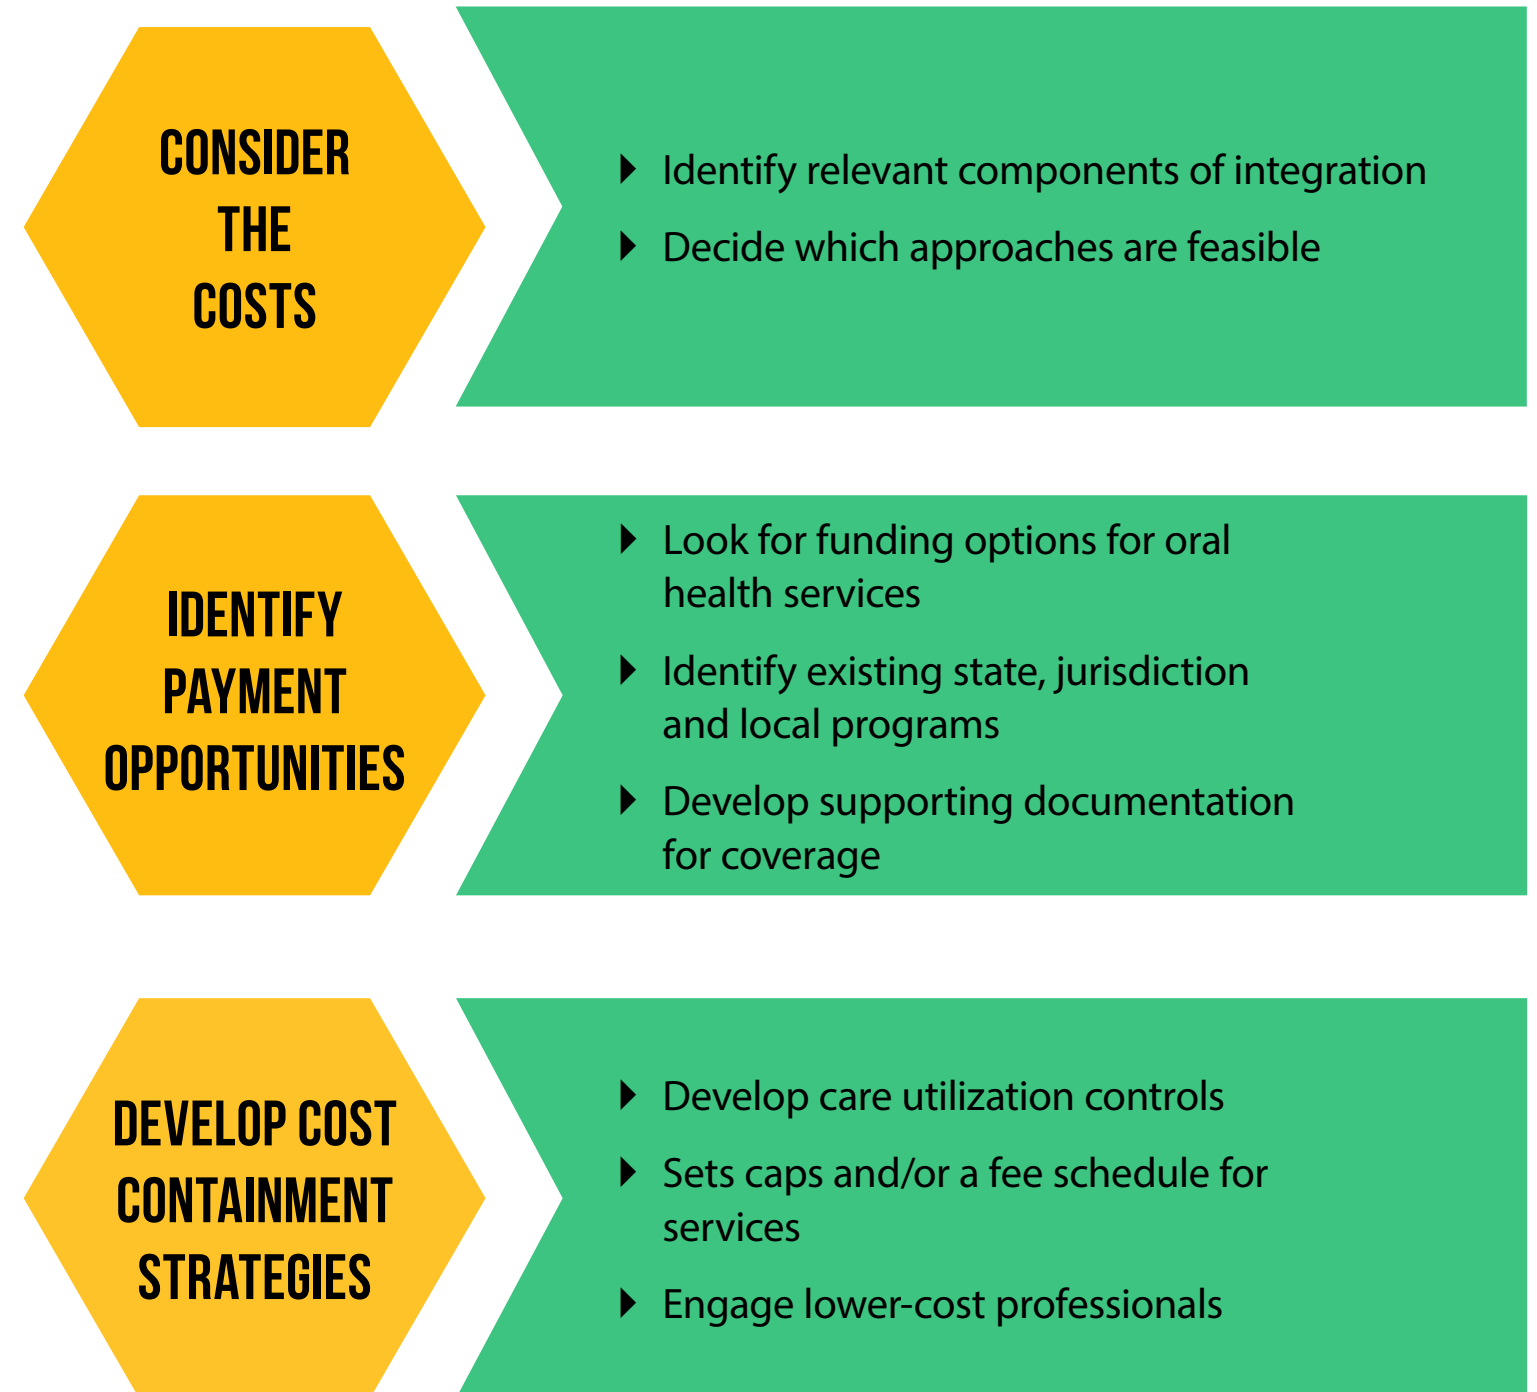 CONSIDER
THE
COSTS
Identify relevant components of integration
Decide which approaches are feasible
IDENTIFY
PAYMENT
OPPORTUNITIES
Look for funding options for oral
health services
Identify existing state, jurisdiction
and local programs
Develop supporting documentation
for coverage
DEVELOP COST
CONTAINMENT
STRATEGIES
Develop care utilization controls
Sets caps and/or a fee schedule for
services
Engage lower-cost professionals